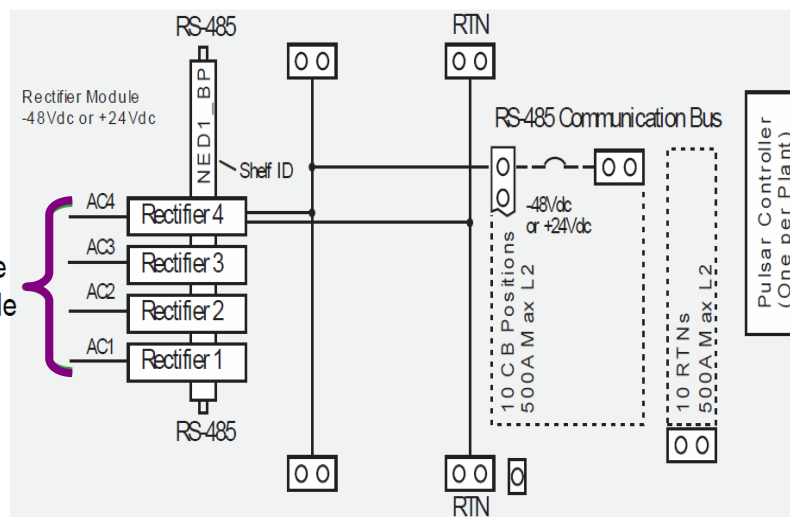 RS-485
RTN
Rectifier Module
-48Vdc or +24Vdc
NED1_BP
Shelf ID
RS-485 Communication Bus
Pulsar Controller
(One per Plant)
AC4
Rectifier 4
-48Vdc
or +24Vdc
AC3
Rectifier 3
AC2
Rectifier 2
AC1
Rectifier 1
10 CB Positions
500A Max L2
10 RTNs
500A Max L2
RS-485
RTN